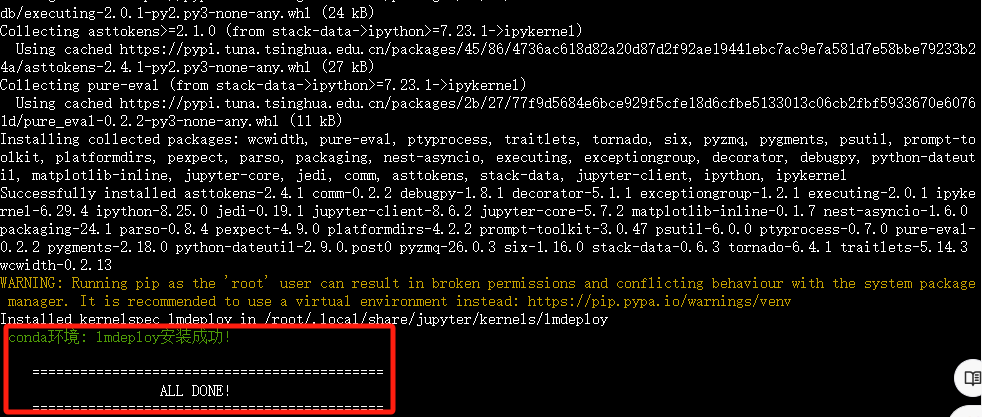 db/executing-2.0.1-py2.py3-none-any.whl (24 kB)
Collecting asttokens>=2.1.0 (from stack-data->ipython>=7.23.1->ipykernel)
  Using cached https://pypi.tuna.tsinghua.edu.cn/packages/45/86/4736ac618d82a20d87d2f92ae19441ebc7ac9e7a581d7e58bbe79233b2
4a/asttokens-2.4.1-py2.py3-none-any.whl (27 kB)
Collecting pure-eval (from stack-data->ipython>=7.23.1->ipykernel)
  Using cached https://pypi.tuna.tsinghua.edu.cn/packages/2b/27/77f9d5684e6bce929f5cfe18d6cfbe5133013c06cb2fbf5933670e6076
1d/pure_eval-0.2.2-py3-none-any.whl (11 kB)
Installing collected packages: wcwidth, pure-eval, ptyprocess, traitlets, tornado, six, pyzmq, pygments, psutil, prompt-to
olkit, platformdirs, pexpect, parso, packaging, nest-asyncio, executing, exceptiongroup, decorator, debugpy, python-dateut
il, matplotlib-inline, jupyter-core, jedi, comm, asttokens, stack-data, jupyter-client, ipython, ipykernel
Successfully installed asttokens-2.4.1 comm-0.2.2 debugpy-1.8.1 decorator-5.1.1 exceptiongroup-1.2.1 executing-2.0.1 ipyke
rnel-6.29.4 ipython-8.25.0 jedi-0.19.1 jupyter-client-8.6.2 jupyter-core-5.7.2 matplotlib-inline-0.1.7 nest-asyncio-1.6.0
packaging-24.1 parso-0.8.4 pexpect-4.9.0 platformdirs-4.2.2 prompt-toolkit-3.0.47 psutil-6.0.0 ptyprocess-0.7.0 pure-eval-
0.2.2 pygments-2.18.0 python-dateutil-2.9.0.post0 pyzmq-26.0.3 six-1.16.0 stack-data-0.6.3 tornado-6.4.1 traitlets-5.14.3
wcwidth-0.2.13
WARNING: Running pip as the 'root' user can result in broken permissions and conflicting behaviour with the system package
 manager. It is recommended to use a virtual environment instead: https://pip.pypa.io/warnings/venv
Installed kernelspec lmdeploy in /root/.local/share/jupyter/kernels/lmdeploy
conda环境: lmdeploy安装成功!
============================================
ALL DONE!
============================================